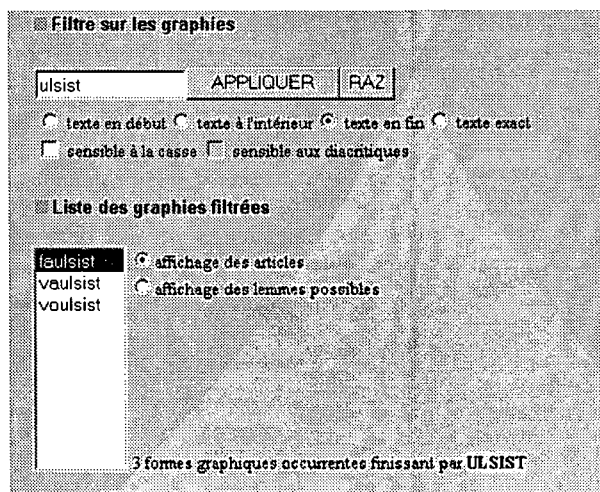 Filtre sur les graphies
ulsist APPLIQUER RAZ
texte en début texte à l'intérieur texte en fin texte exact
sensible à la casse sensible aux diacritiques
Liste des graphies filtrées
faulsist affichage des articles
vaulsist affichage des lemmes possibles
voulsist
3 formes graphiques occurrentes finissant par ULSIST